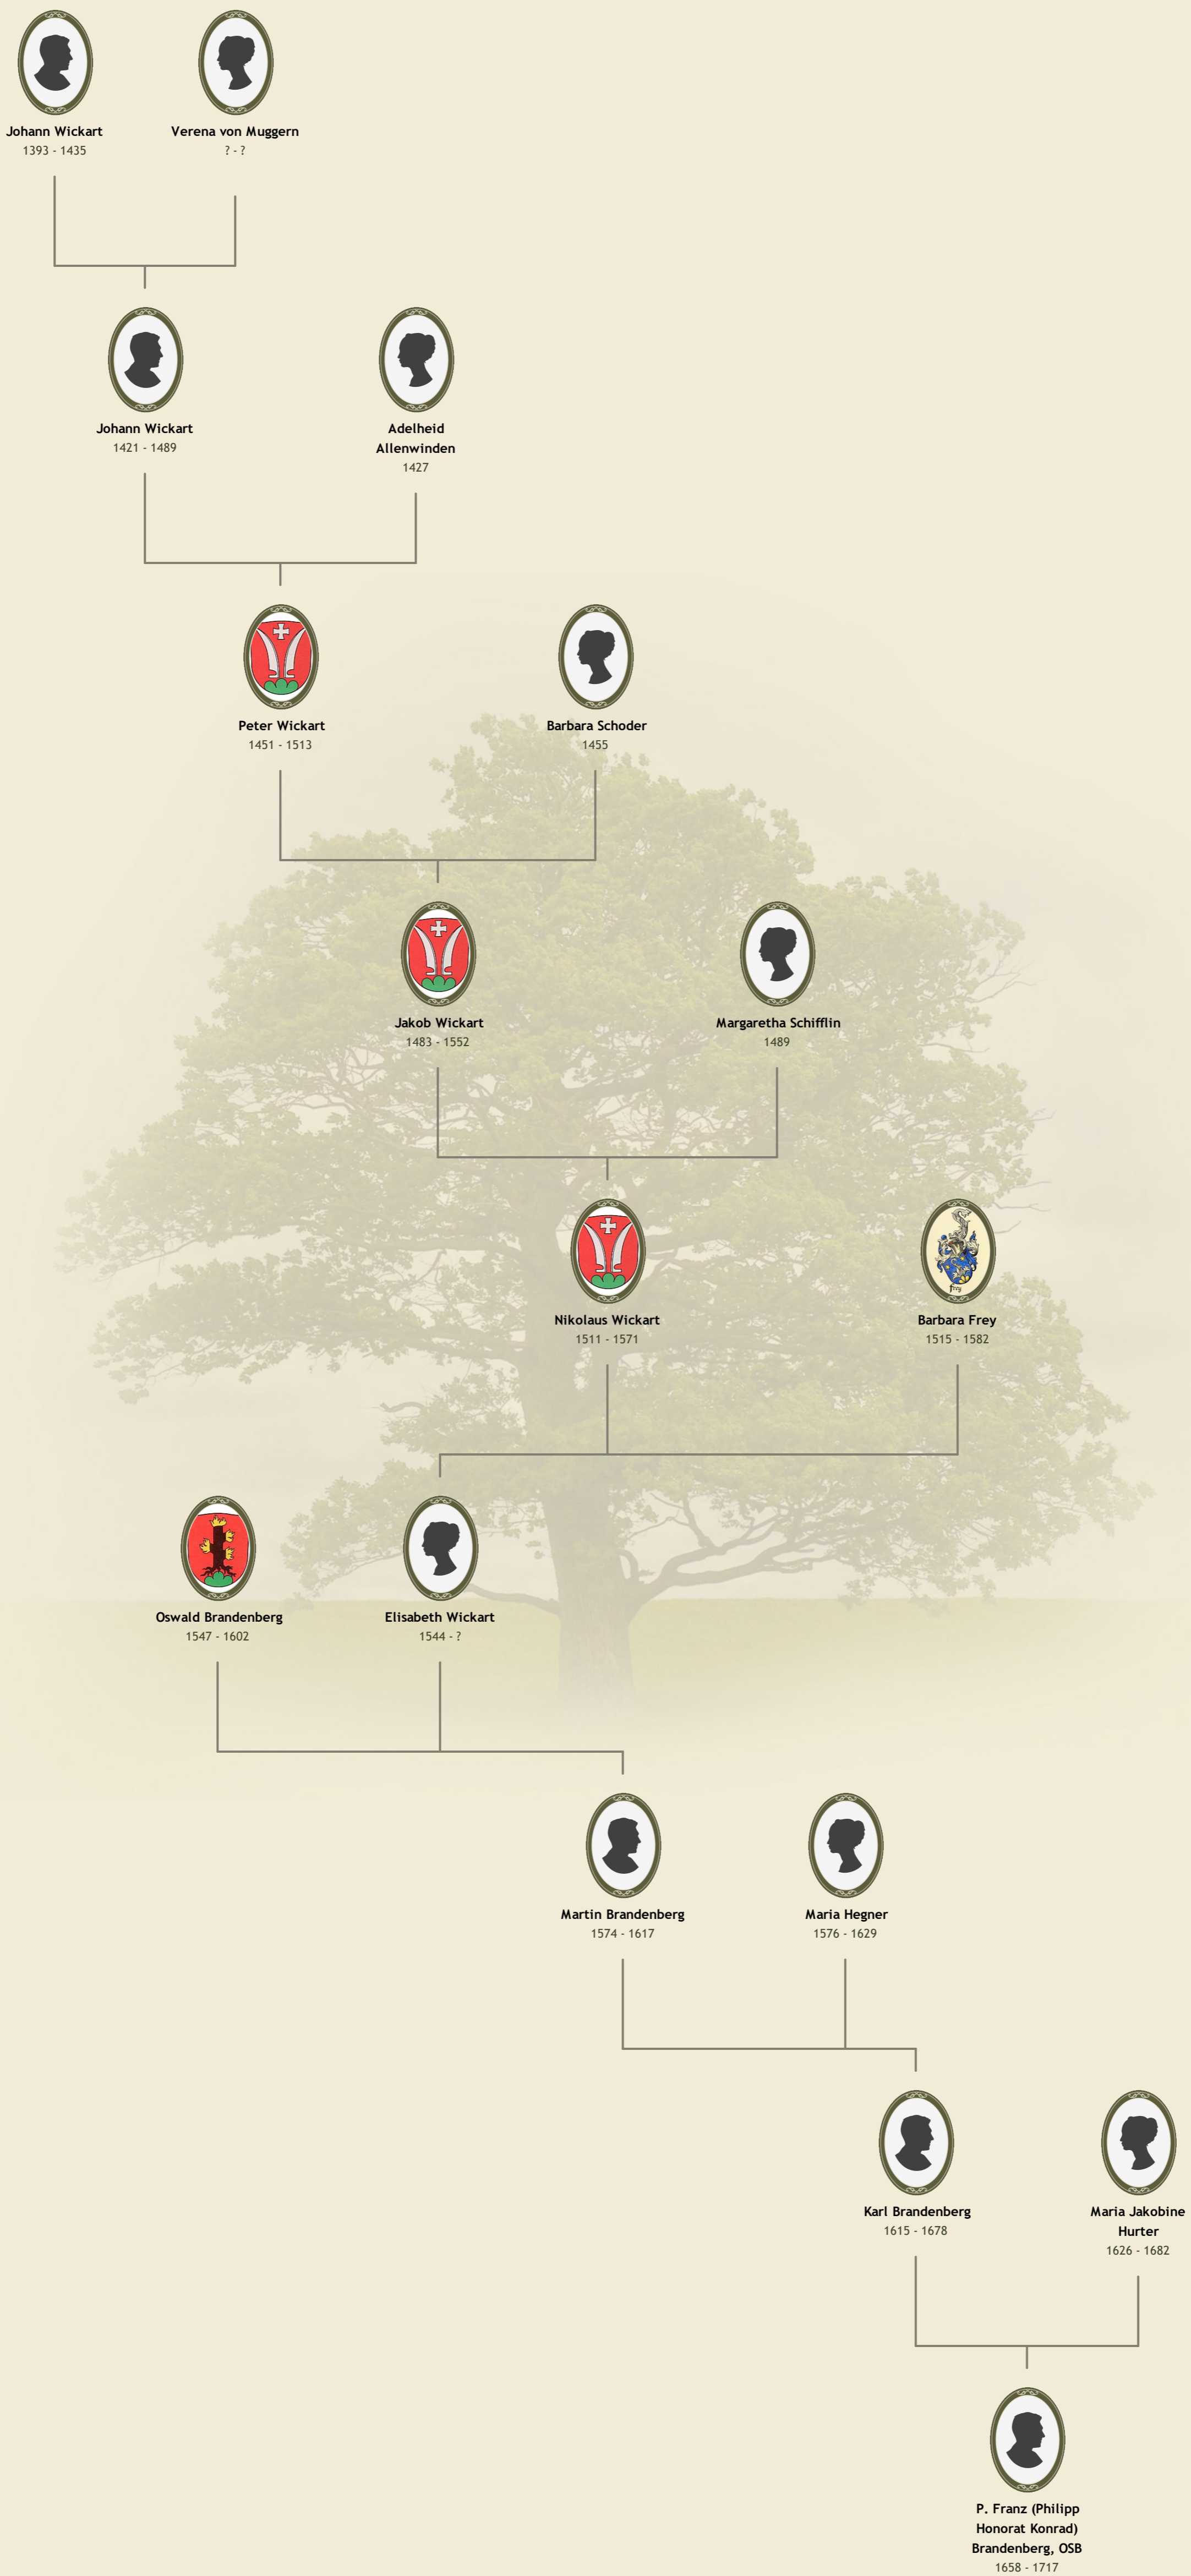 Johann Wickart
1393 - 1435
Verena von Muggern
? - ?
Johann Wickart
1421 - 1489
Adelheid
Allenwinden
1427
Peter Wickart
1451 - 1513
Barbara Schoder
1455
Jakob Wickart
1483 - 1552
Margaretha Schifflin
1489
Nikolaus Wickart
1511 - 1571
frey
Barbara Frey
1515 - 1582
Oswald Brandenberg
1547 - 1602
Elisabeth Wickart
1544 - ?
Martin Brandenberg
1574 - 1617
Maria Hegner
1576 - 1629
Karl Brandenberg
1615 - 1678
Maria Jakobine
Hurter
1626 - 1682
P. Franz (Philipp
Honorat Konrad)
Brandenberg, OSB
1658 - 1717